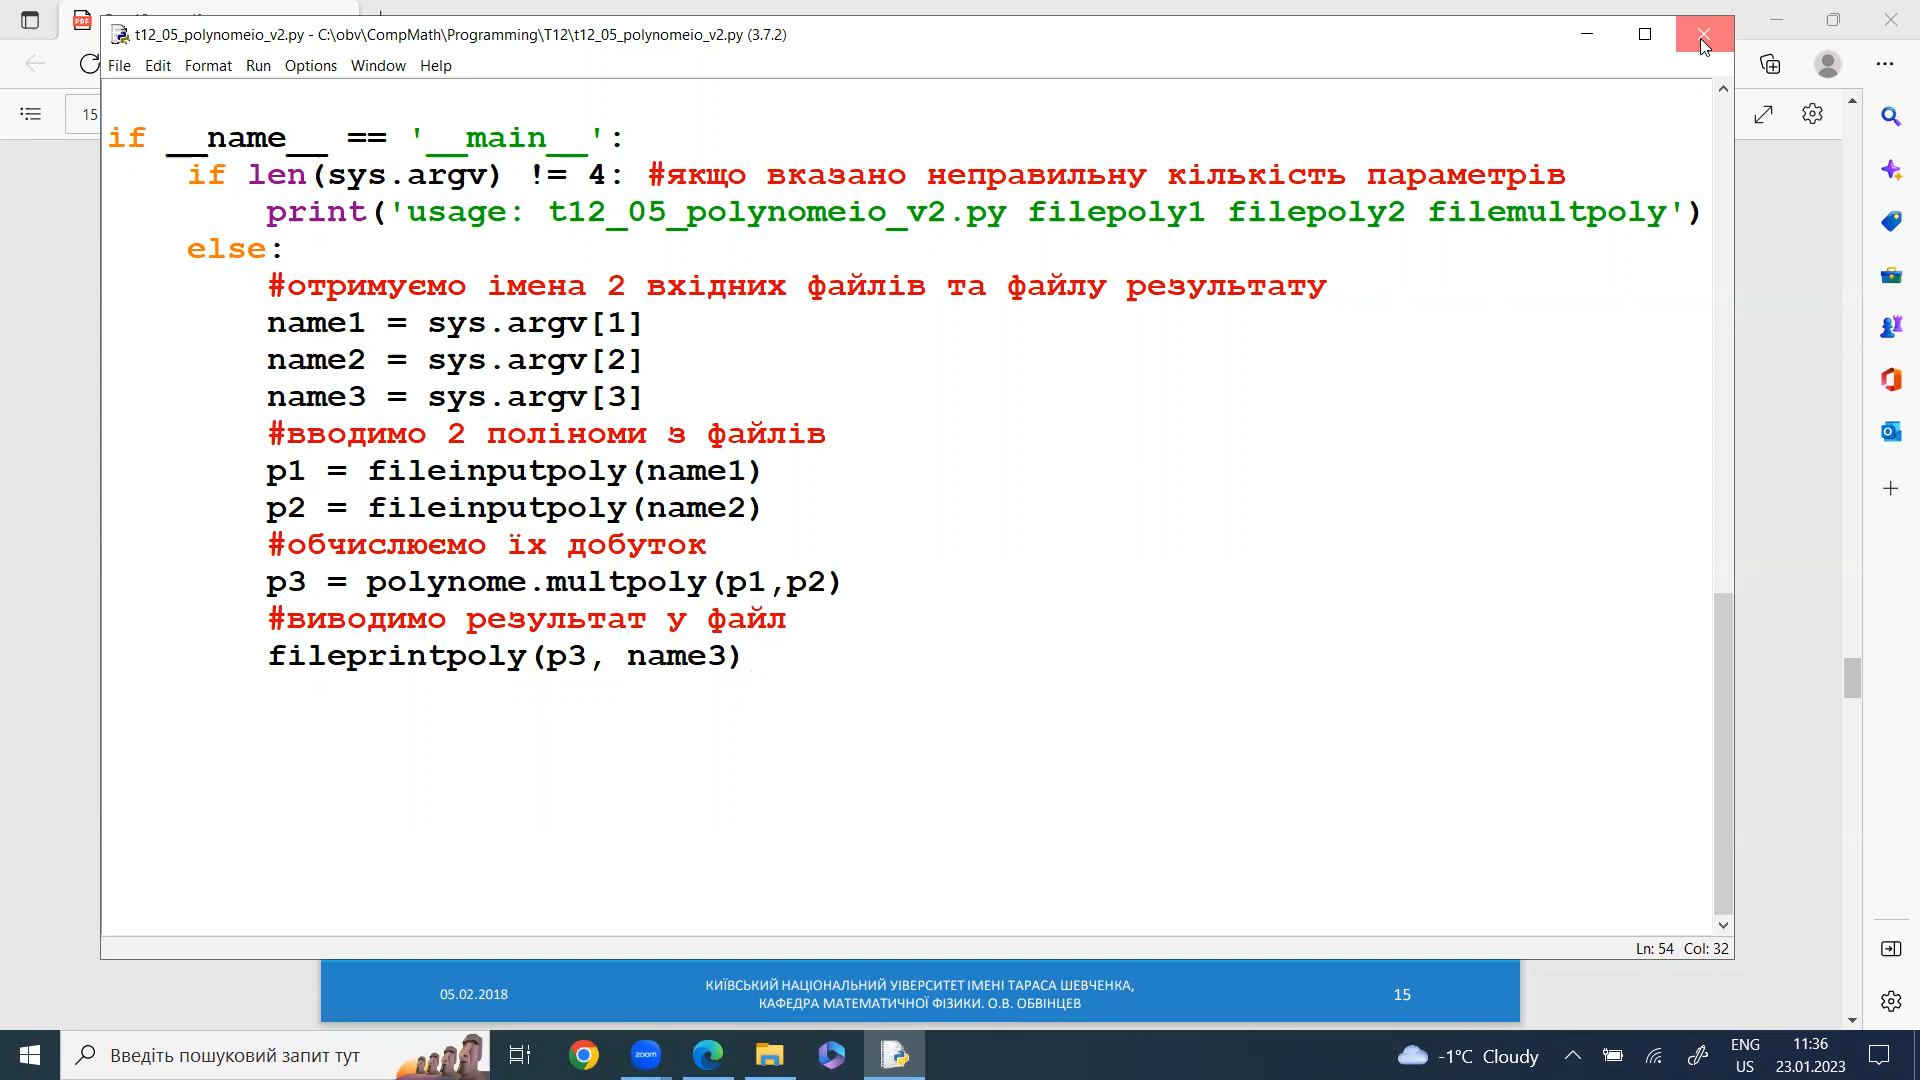 t12_05_polynomeio_v2.py - C:\obv\CompMath\Programming\T12\t12_05_polynomeio_v2.py (3.7.2)
File Edit Format Run Options Window Help
15
if __name__ == '__main__':
    if len(sys.argv) != 4: #якщо вказано неправильну кількість параметрів
        print('usage: t12_05_polynomeio_v2.py filepoly1 filepoly2 filemultpoly')
    else:
        #отримуємо імена 2 вхідних файлів та файлу результату
        name1 = sys.argv[1]
        name2 = sys.argv[2]
        name3 = sys.argv[3]
        #вводимо 2 поліноми з файлів
        p1 = fileinputpoly(name1)
        p2 = fileinputpoly(name2)
        #обчислюємо їх добуток
        p3 = polynome.multpoly(p1,p2)
        #виводимо результат у файл
        fileprintpoly(p3, name3)
Ln: 54 Col: 32
05.02.2018
КИЇВСЬКИЙ НАЦІОНАЛЬНИЙ УІВЕРСИТЕТ ІМЕНІ ТАРАСА ШЕВЧЕНКА,
КАФЕДРА МАТЕМАТИЧНОЇ ФІЗИКИ. О.В. ОБВІНЦЕВ
15
Введіть пошуковий запит тут
zoom
-1°C Cloudy
ENG
US
11:36
23.01.2023